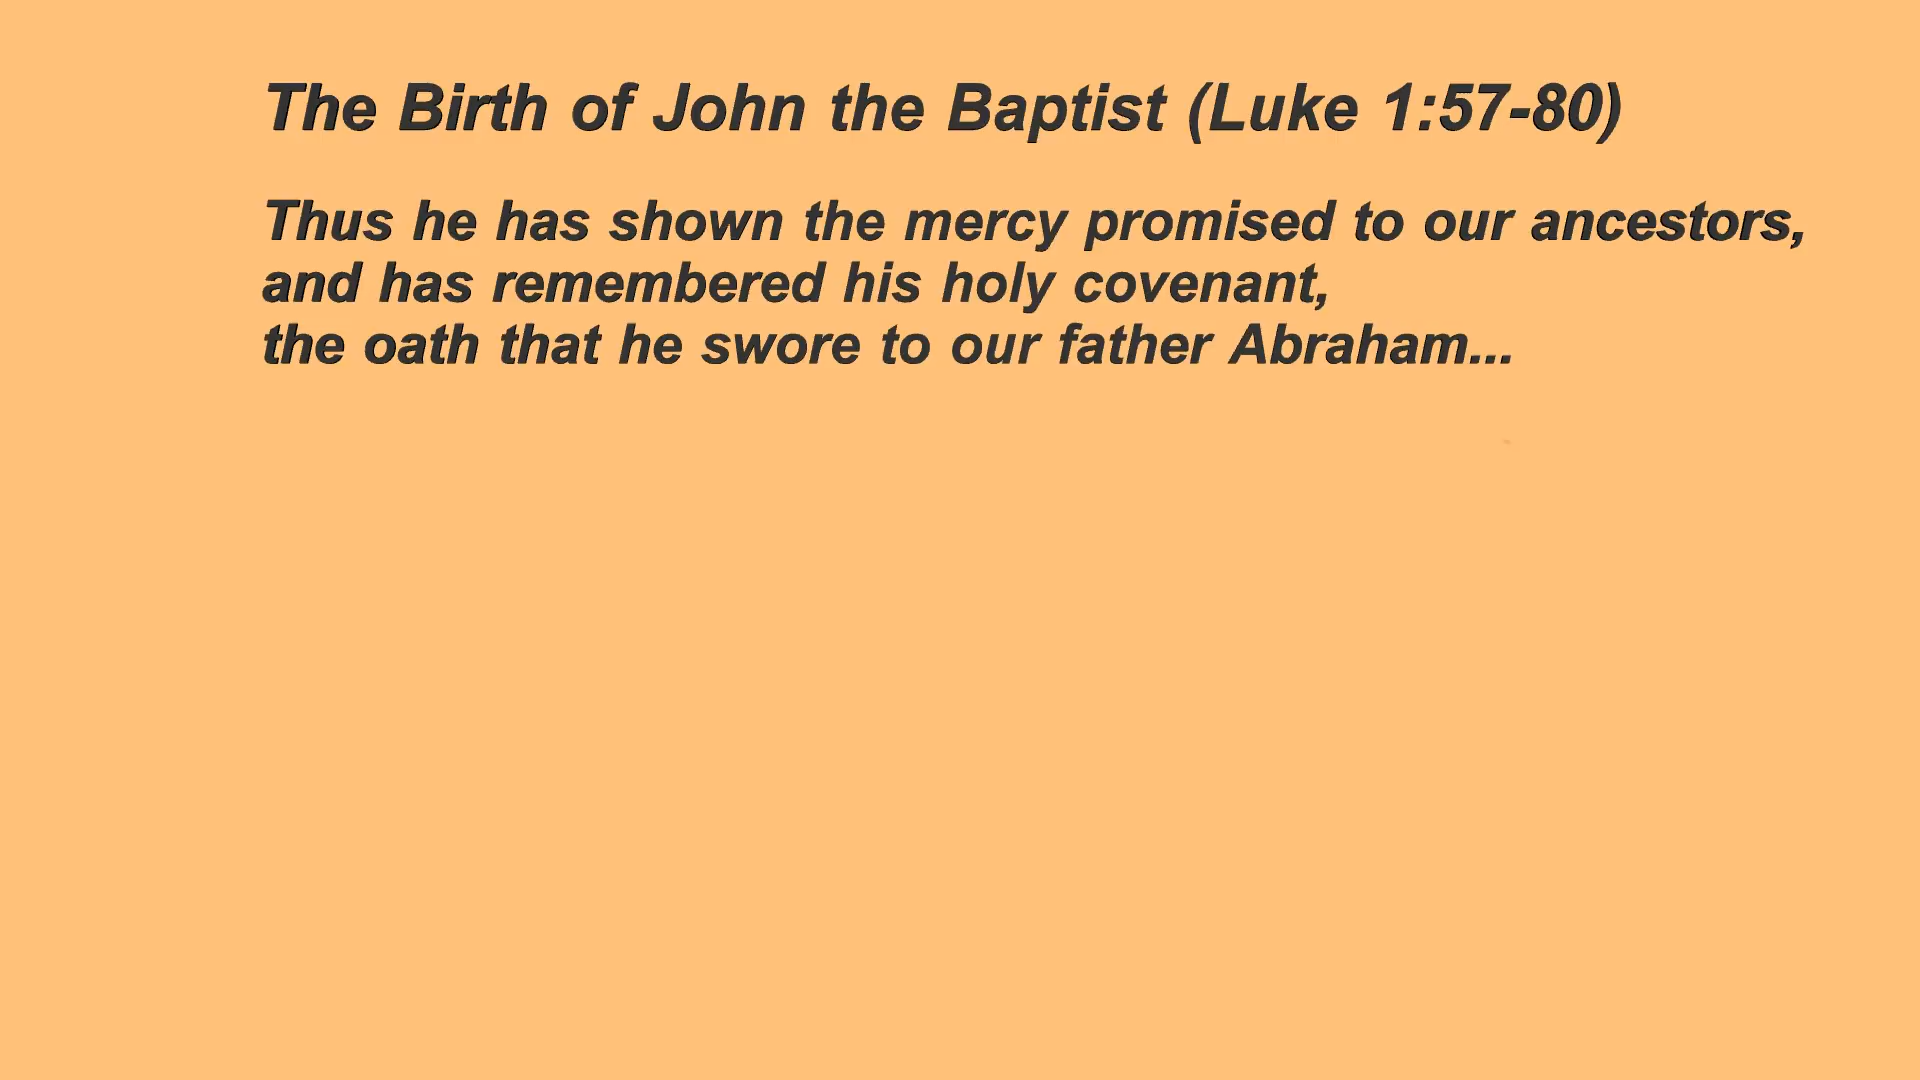 The Birth of John the Baptist (Luke 1:57-80)
Thus he has shown the mercy promised to our ancestors,
and has remembered his holy covenant,
the oath that he swore to our father Abraham...